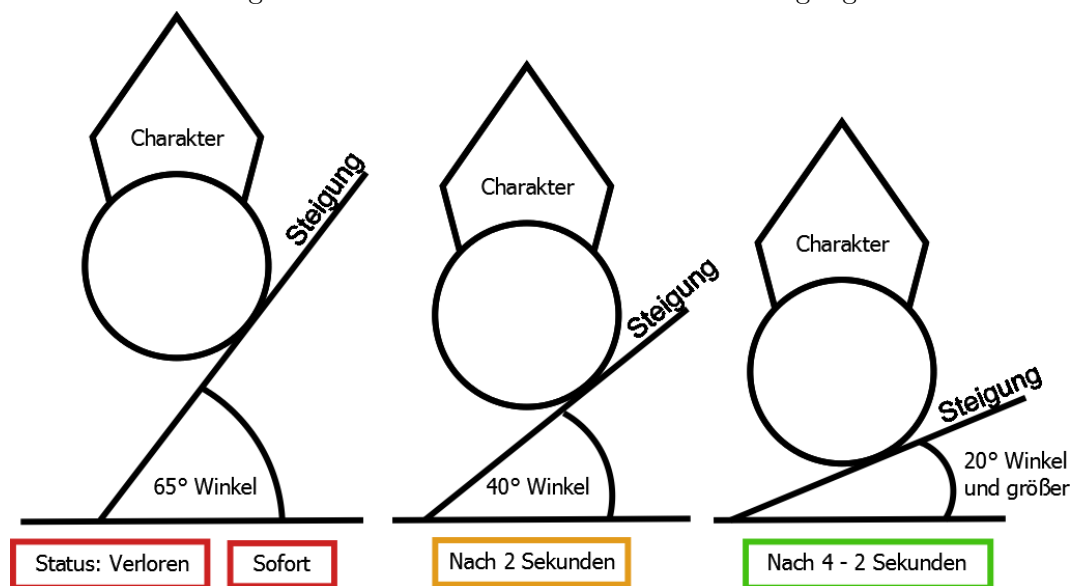 Charakter
Steigung
65° Winkel
Status: Verloren
Sofort
Charakter
Steigung
40° Winkel
Nach 2 Sekunden
Charakter
Steigung
20° Winkel
und größer
Nach 4 - 2 Sekunden